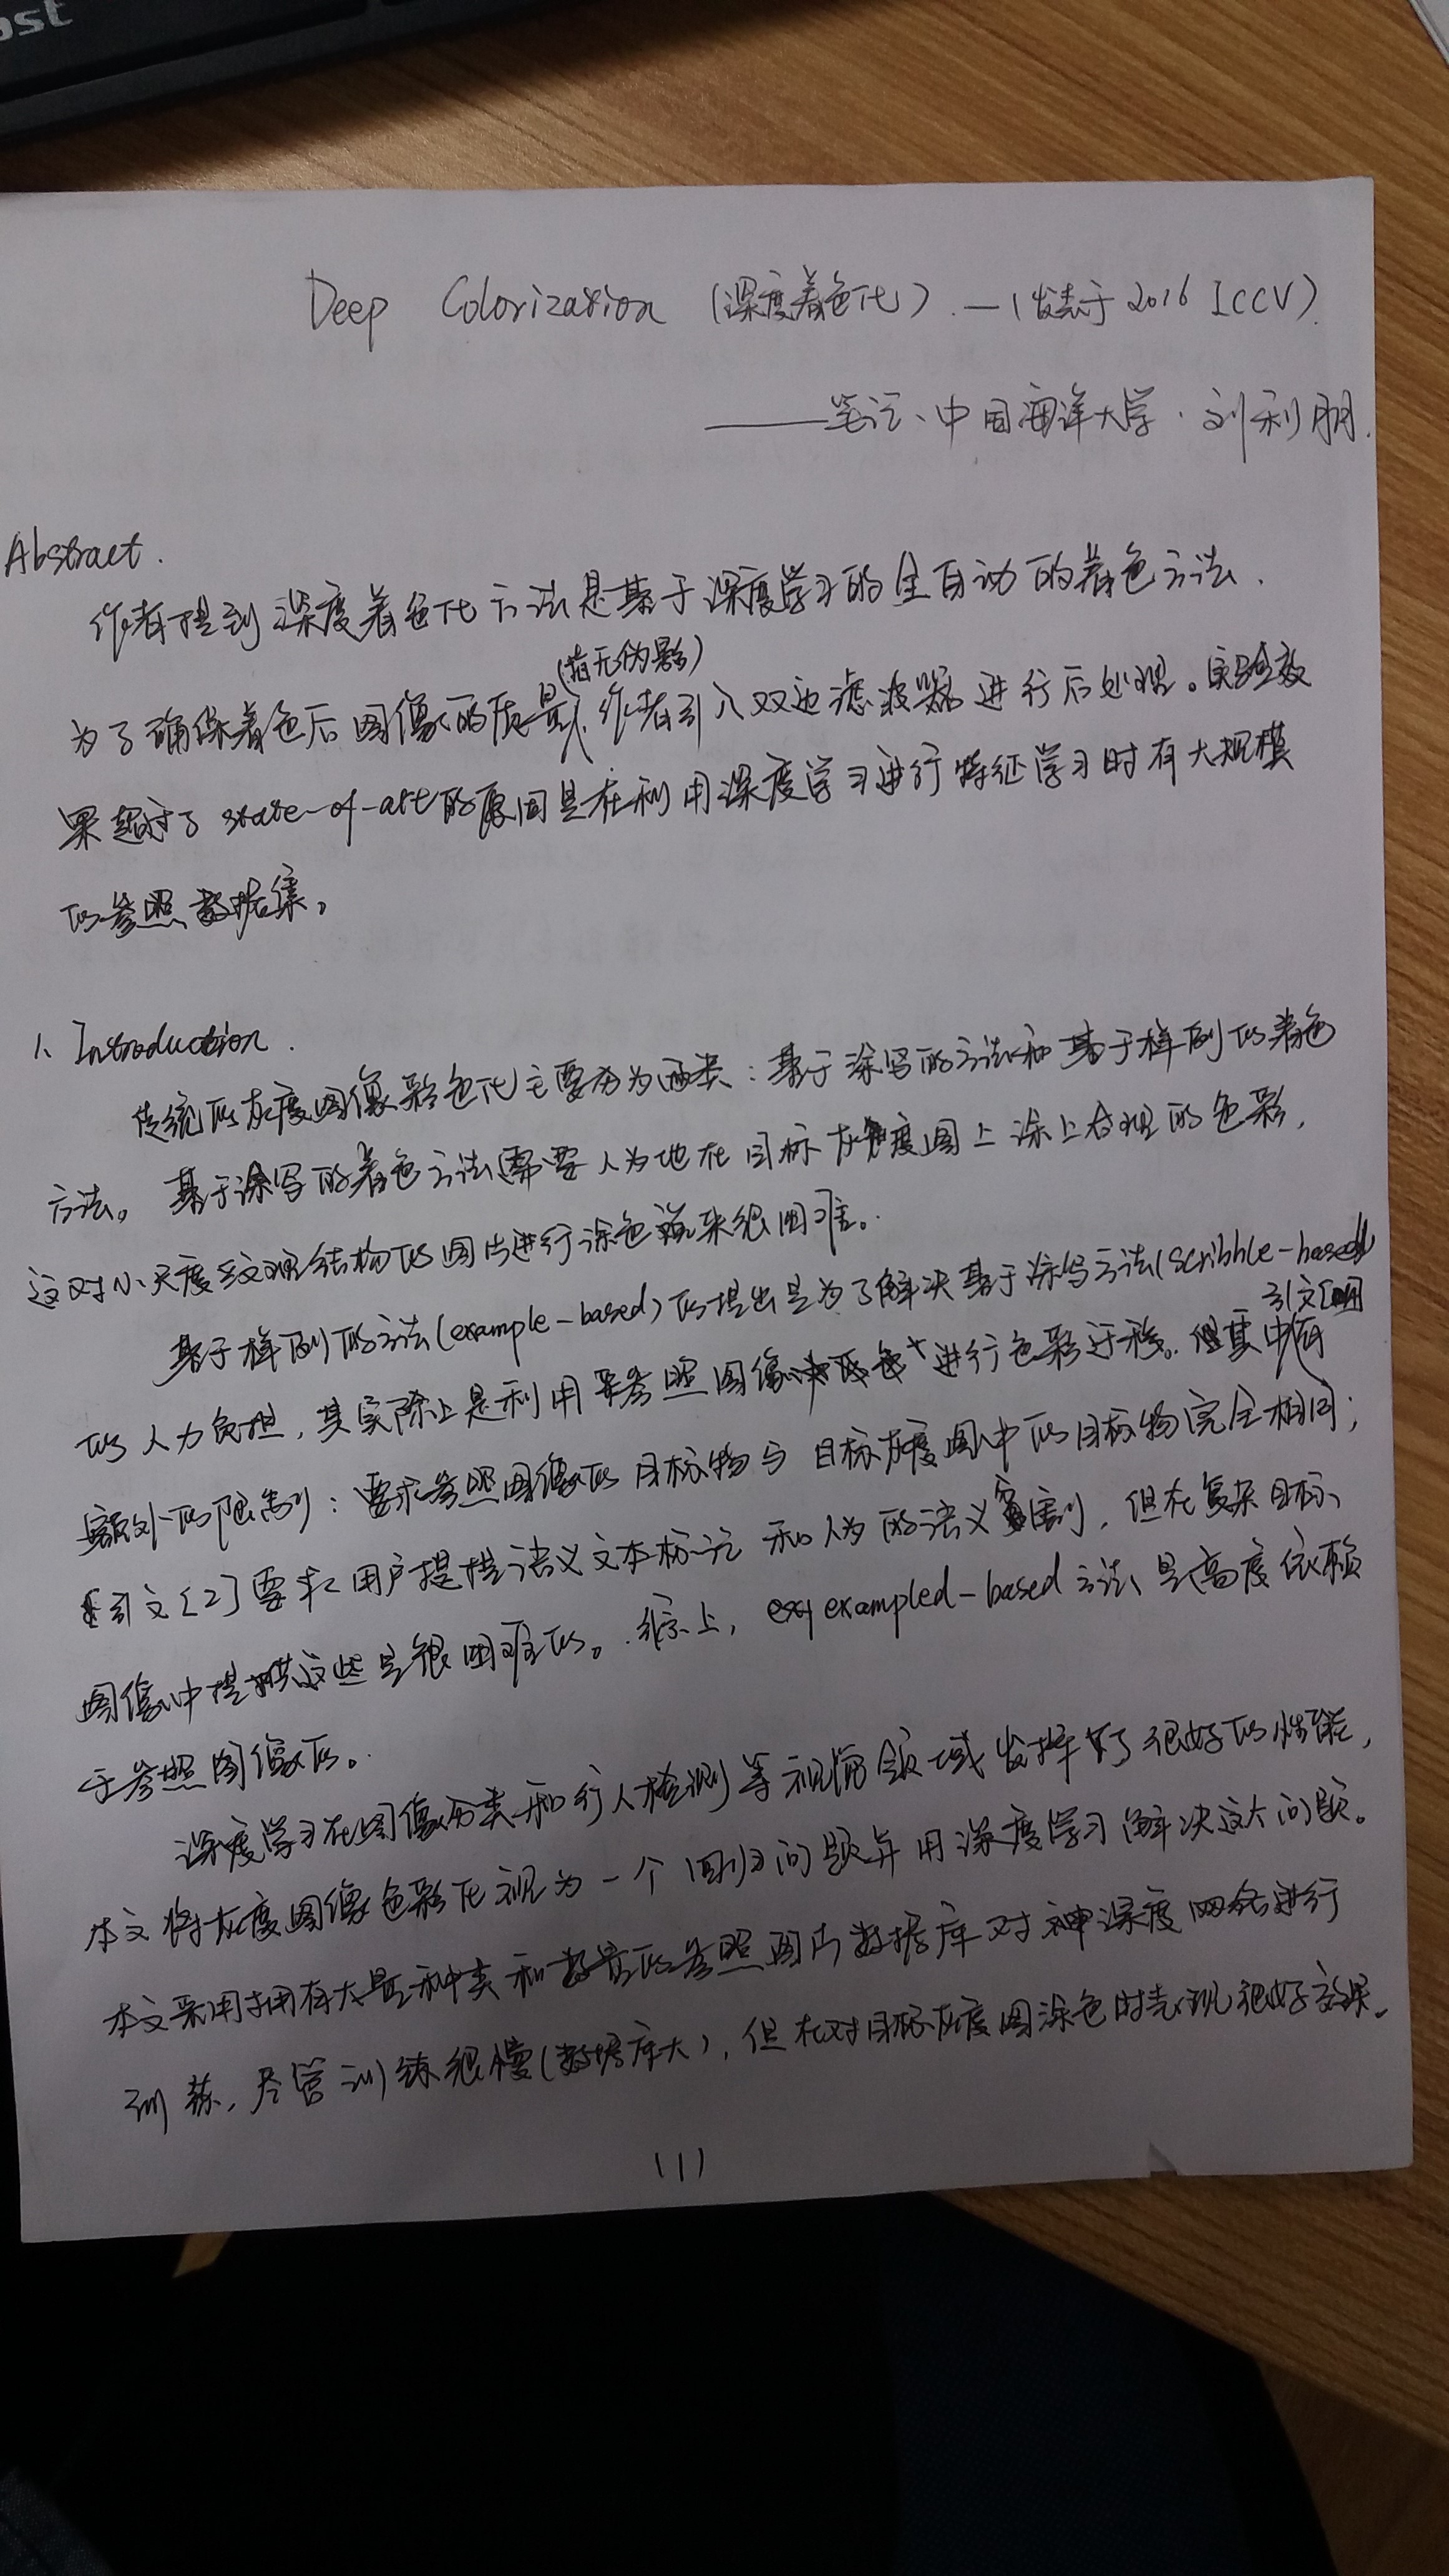 ost
Deep Colorization (深度着色化). —(发表于2016 ICCV).
——笔记、中国海洋大学·刘利朋.
Abstract.
作者提到深度着色化方法是基于深度学习的全自动的着色方法.
(指无伪影)
为了确保着色后图像的质量,作者引入双边滤波器进行后处理。实验效
果超过了state-of-art的原因是在利用深度学习进行特征学习时有大规模
的参照数据集。
1、Introduction.
传统的灰度图像彩色化主要分为两类:基于涂写的方法和基于样例的着色
方法。基于涂写的着色方法需要人为地在目标灰度图上涂上合理的色彩,
这对小尺度纹理结构的图片进行涂色就来很困难。
基于样例的方法(example-based)的提出是为了解决基于涂写方法(scribble-based)
引文
的人力负担,其实际上是利用参照图像进行色彩迁移。但其中有
额外的限制:要求参照图像的目标物与目标灰度图中的目标物完全相同;
引文[2]要求用户提供语义文本标记和人为的语义割,但在复杂目标
图像中提供这些是很困难的。综上, exampled-based方法是高度依赖
于参照图像的。
深度学习在图像分类和行人检测等视觉领域发挥了很好的性能,
本文将灰度图像色彩化视为一个回归问题并用深度学习解决这个问题。
本文采用拥有大量种类和数量的参照图片数据库对神深度网络进行
训练,尽管训练很慢(数据库大),但在对目标灰度图涂色时表现很好效果.
(1)